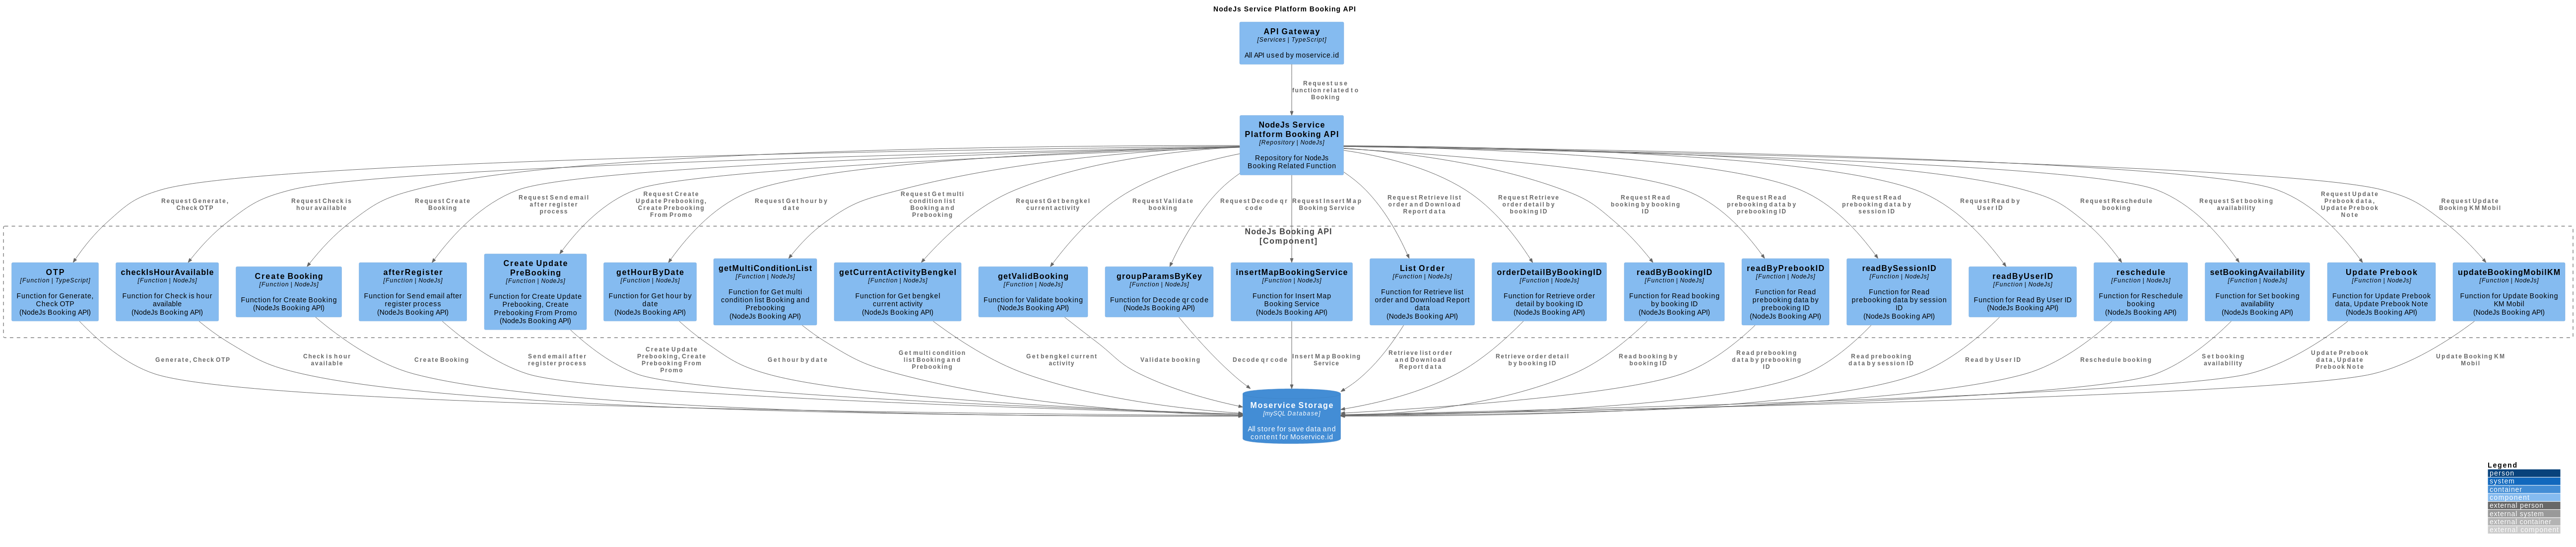 NodeJs Service Platform Booking API
API Gateway
[Services | TypeScript]
All API used by moservice.id
Request use
function related to
Booking
NodeJs Service
Platform Booking API
[Repository | NodeJs]
Repository for NodeJs
Booking Related Function
Request Generate,
Check OTP
Request Check is
hour available
Request Create
Booking
Request Send email
after register
process
Request Create
Update Prebooking,
Create Prebooking
From Promo
Request Get hour by
date
Request Get multi
condition list
Booking and
Prebooking
Request Get bengkel
current activity
Request Validate
booking
Request Decode qr
code
Request Insert Map
Booking Service
Request Retrieve list
order and Download
Report data
Request Retrieve
order detail by
booking ID
Request Read
booking by booking
ID
Request Read
prebooking data by
prebooking ID
Request Read
prebooking data by
session ID
Request Read by
User ID
Request Reschedule
booking
Request Set booking
availability
Request Update
Prebook data,
Update Prebook
Note
Request Update
Booking KM Mobil
NodeJs Booking API
[Component]
OTP
[Function | TypeScript]
Function for Generate,
Check OTP
(NodeJs Booking API)
checkIsHourAvailable
[Function | NodeJs]
Function for Check is hour
available
(NodeJs Booking API)
Create Booking
[Function | NodeJs]
Function for Create Booking
(NodeJs Booking API)
afterRegister
[Function | NodeJs]
Function for Send email after
register process
(NodeJs Booking API)
Create Update
PreBooking
[Function | NodeJs]
Function for Create Update
Prebooking, Create
Prebooking From Promo
(NodeJs Booking API)
getHourByDate
[Function | NodeJs]
Function for Get hour by
date
(NodeJs Booking API)
getMultiConditionList
[Function | NodeJs]
Function for Get multi
condition list Booking and
Prebooking
(NodeJs Booking API)
getCurrentActivityBengkel
[Function | NodeJs]
Function for Get bengkel
current activity
(NodeJs Booking API)
getValidBooking
[Function | NodeJs]
Function for Validate booking
(NodeJs Booking API)
groupParamsByKey
[Function | NodeJs]
Function for Decode qr code
(NodeJs Booking API)
insertMapBookingService
[Function | NodeJs]
Function for Insert Map
Booking Service
(NodeJs Booking API)
List Order
[Function | NodeJs]
Function for Retrieve list
order and Download Report
data
(NodeJs Booking API)
orderDetailByBookingID
[Function | NodeJs]
Function for Retrieve order
detail by booking ID
(NodeJs Booking API)
readByBookingID
[Function | NodeJs]
Function for Read booking
by booking ID
(NodeJs Booking API)
readByPrebookID
[Function | NodeJs]
Function for Read
prebooking data by
prebooking ID
(NodeJs Booking API)
readBySessionID
[Function | NodeJs]
Function for Read
prebooking data by session
ID
(NodeJs Booking API)
readByUserID
[Function | NodeJs]
Function for Read By User ID
(NodeJs Booking API)
reschedule
[Function | NodeJs]
Function for Reschedule
booking
(NodeJs Booking API)
setBookingAvailability
[Function | NodeJs]
Function for Set booking
availability
(NodeJs Booking API)
Update Prebook
[Function | NodeJs]
Function for Update Prebook
data, Update Prebook Note
(NodeJs Booking API)
updateBookingMobilKM
[Function | NodeJs]
Function for Update Booking
KM Mobil
(NodeJs Booking API)
Generate, Check OTP
Check is hour
available
Create Booking
Send email after
register process
Create Update
Prebooking, Create
Prebooking From
Promo
Get hour by date
Get multi condition
list Booking and
Prebooking
Get bengkel current
activity
Validate booking
Decode qr code
Insert Map Booking
Service
Retrieve list order
and Download
Report data
Retrieve order detail
by booking ID
Read booking by
booking ID
Read prebooking
data by prebooking
ID
Read prebooking
data by session ID
Read by User ID
Reschedule booking
Set booking
availability
Update Prebook
data, Update
Prebook Note
Update Booking KM
Mobil
Moservice Storage
[mySQL Database]
All store for save data and
content for Moservice.id
Legend
person
system
container
component
external person
external system
external container
external component